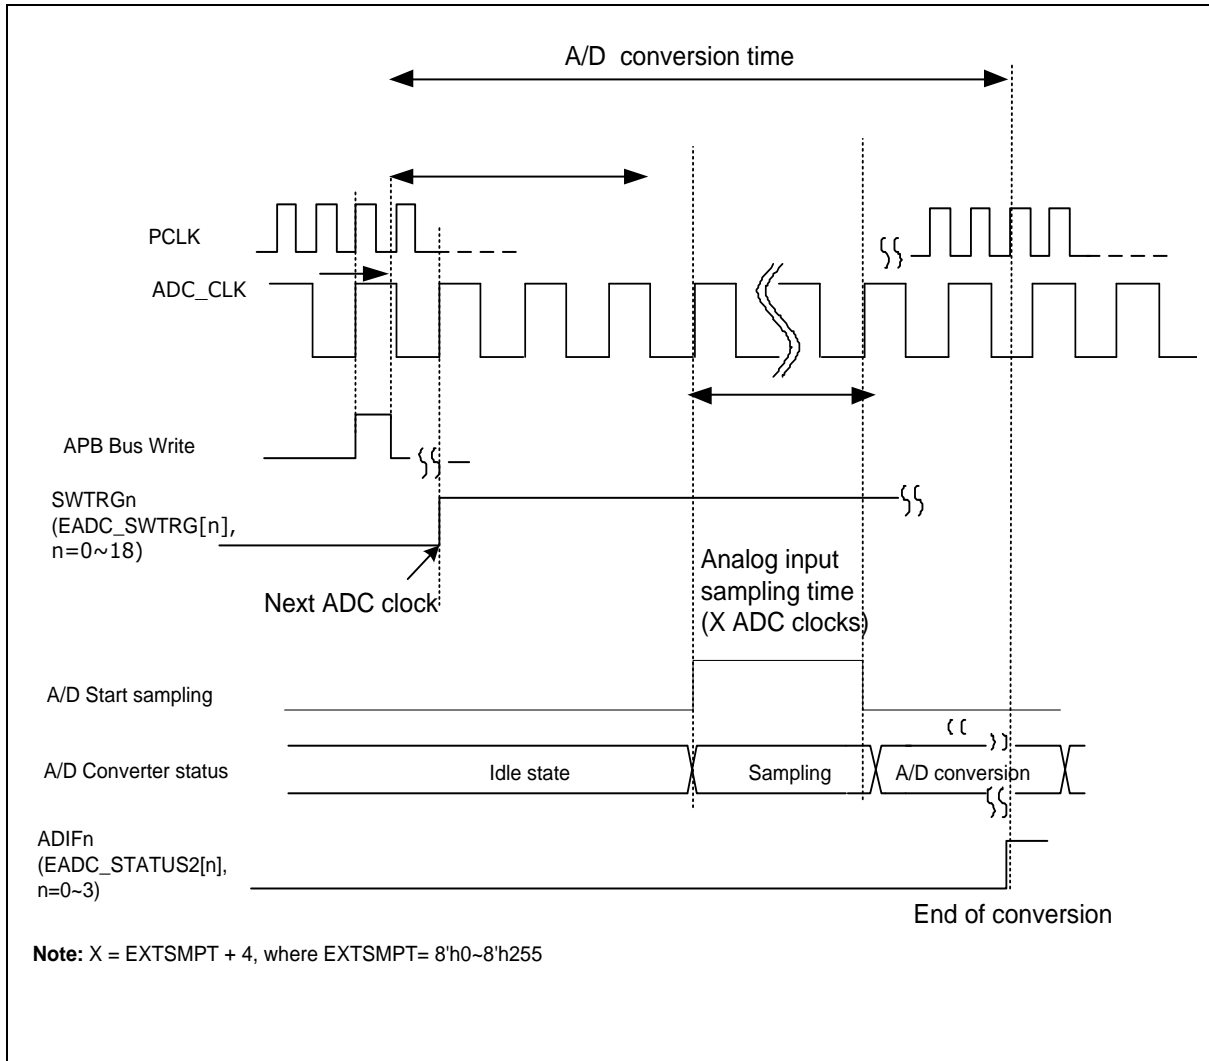 A/D conversion time
PCLK
ADC_CLK
APB Bus Write
SWTRGn
(EADC_SWTRG[n],
n=0~18)
Next ADC clock
Analog input
sampling time
(X ADC clocks)
A/D Start sampling
A/D Converter status
Idle state
Sampling
A/D conversion
ADIFn
(EADC_STATUS2[n],
n=0~3)
End of conversion
Note: X = EXTSMPT + 4, where EXTSMPT= 8'h0~8'h255